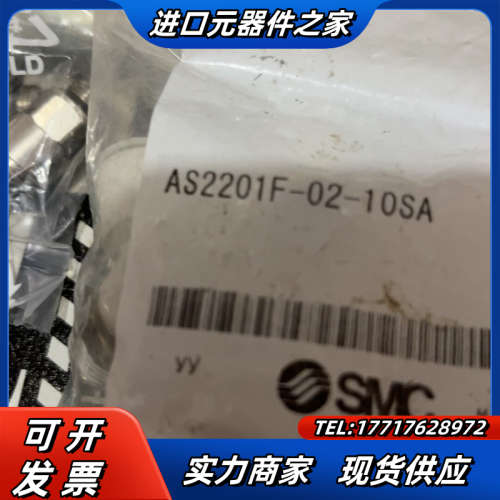 进口元器件之家
AS2201F-02-10SA
yy
SMC
TEL:17717628972
可开
发票
实力商家 现货供应